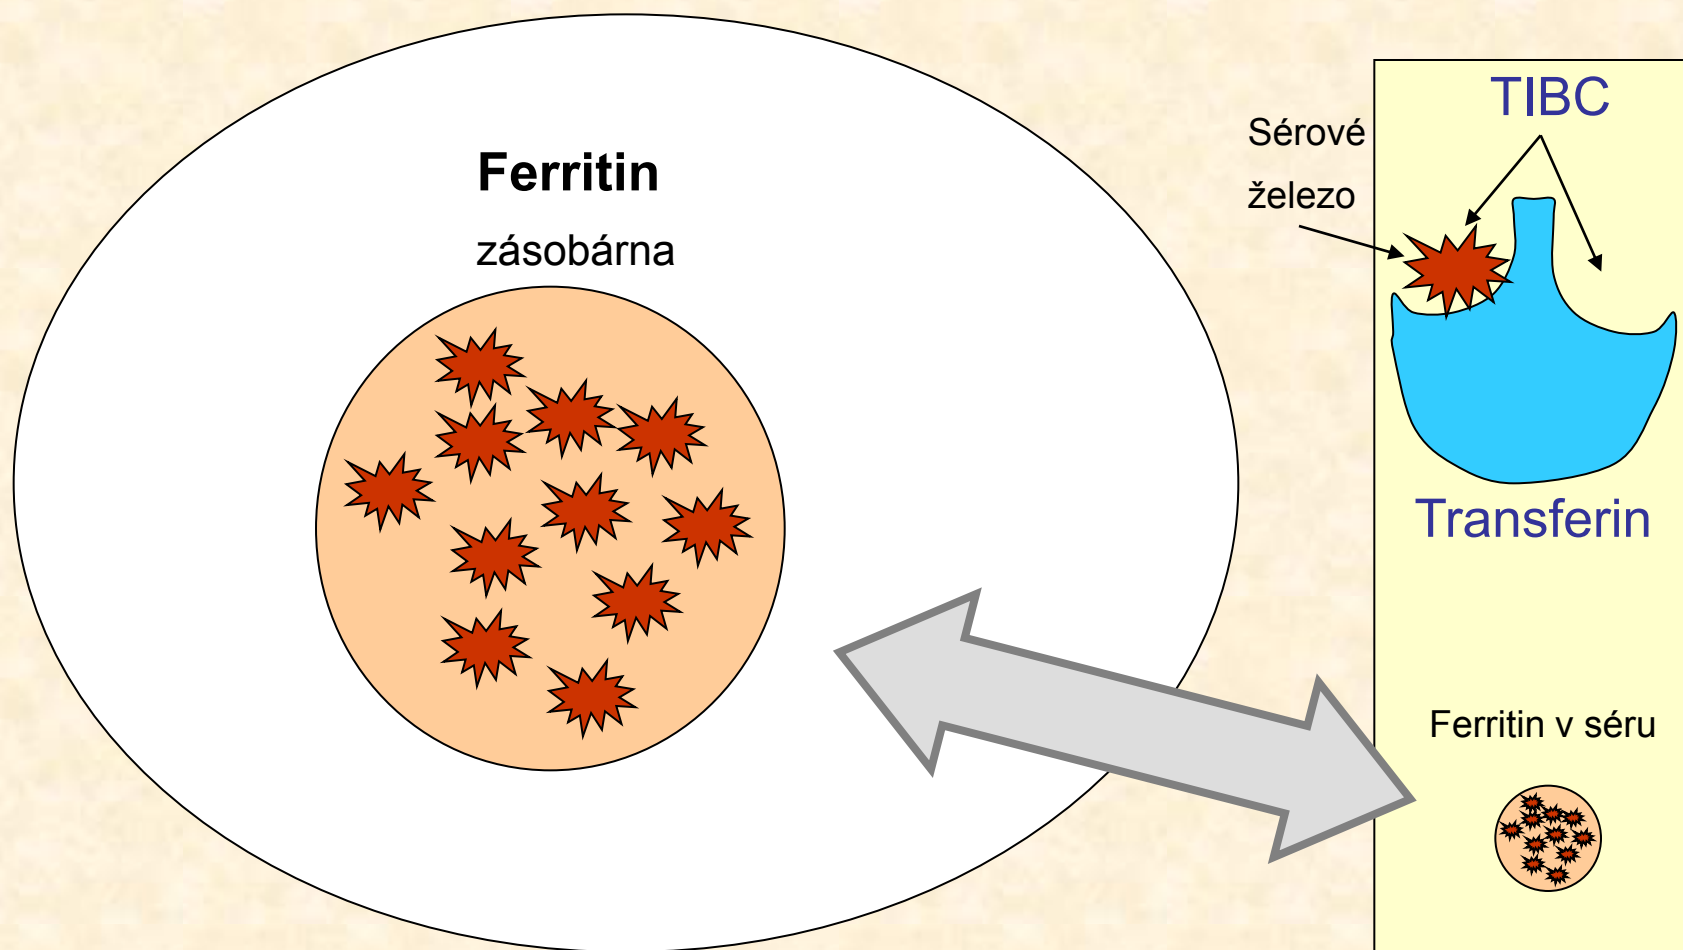 Ferritin
zásobárna
Sérové
železo
TIBC
Transferin
Ferritin v séru